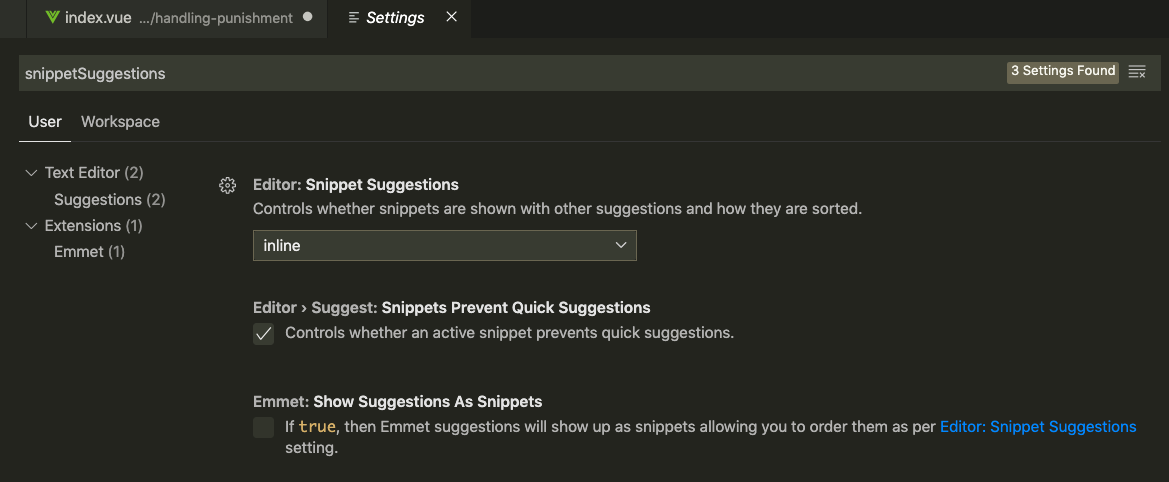 index.vue .../handling-punishment
Settings
snippetSuggestions
3 Settings Found
User Workspace
Text Editor (2)
Suggestions (2)
Extensions (1)
Emmet (1)
Editor: Snippet Suggestions
Controls whether snippets are shown with other suggestions and how they are sorted.
inline
Editor › Suggest: Snippets Prevent Quick Suggestions
Controls whether an active snippet prevents quick suggestions.
Emmet: Show Suggestions As Snippets
If true, then Emmet suggestions will show up as snippets allowing you to order them as per Editor: Snippet Suggestions
setting.